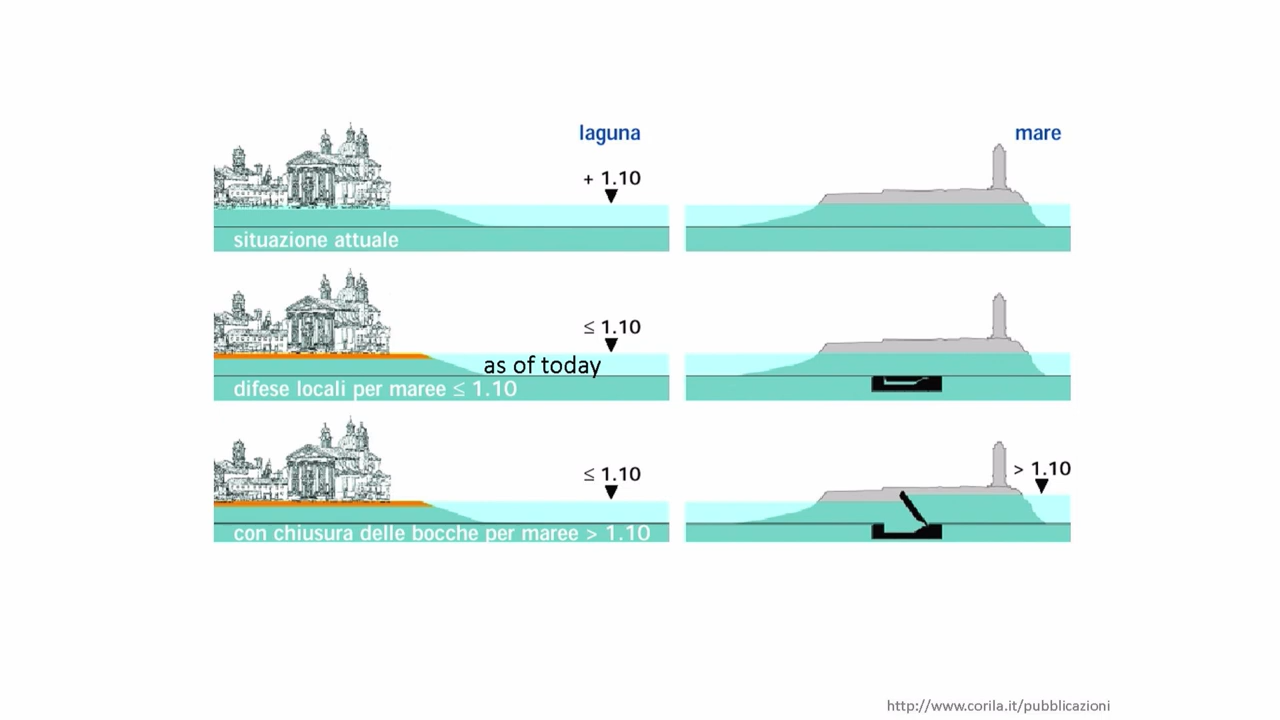 laguna
mare
+ 1.10
situazione attuale
≤ 1.10
as of today
difese locali per maree ≤ 1.10
≤ 1.10
> 1.10
con chiusura delle bocche per maree > 1.10
http://www.corila.it/pubblicazioni